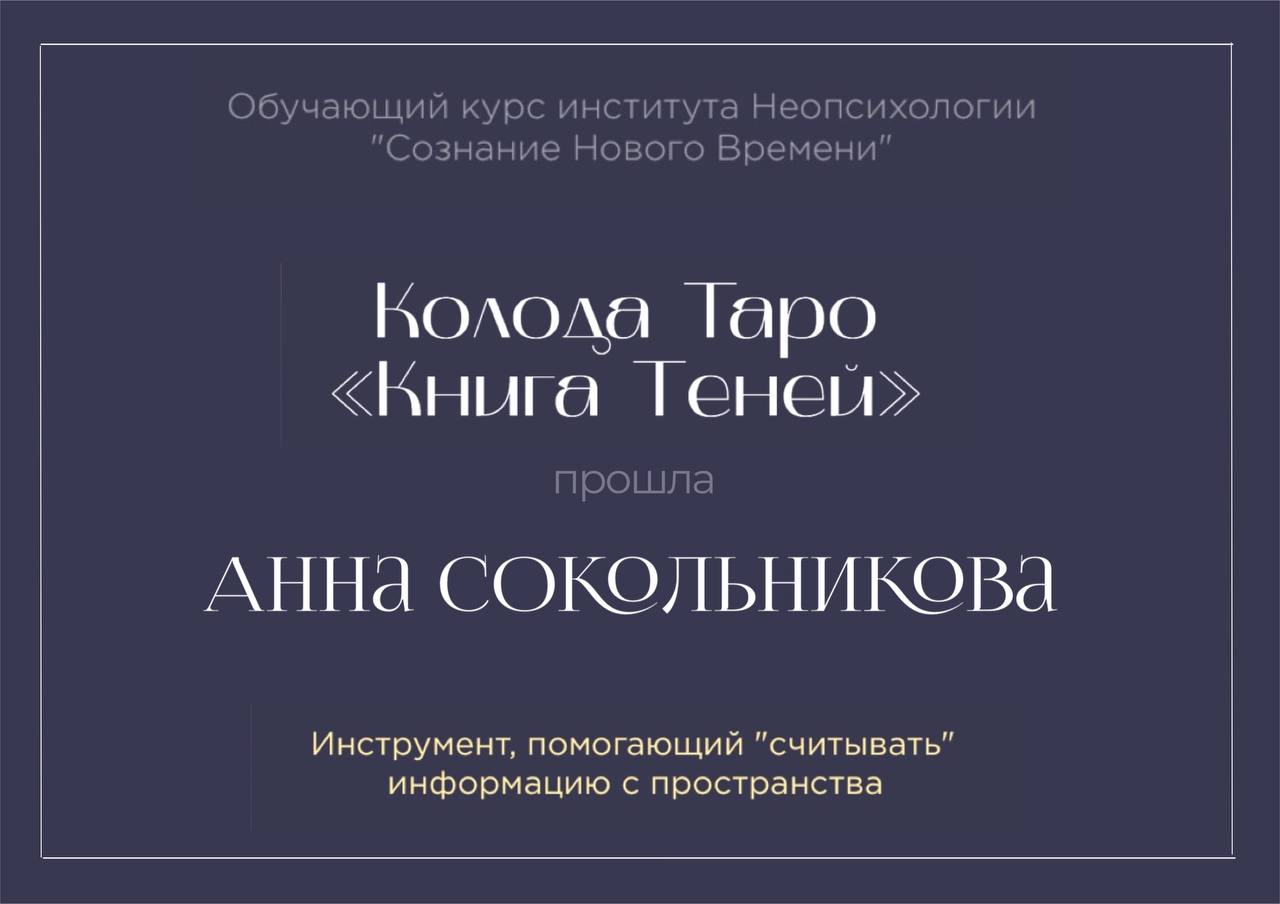 Обучающий курс института Неопсихологии
"Сознание Нового Времени"
Колода Таро
«Книга Теней»
прошла
АННА СОКОЛЬНИКОВА
Инструмент, помогающий "считывать"
информацию с пространства